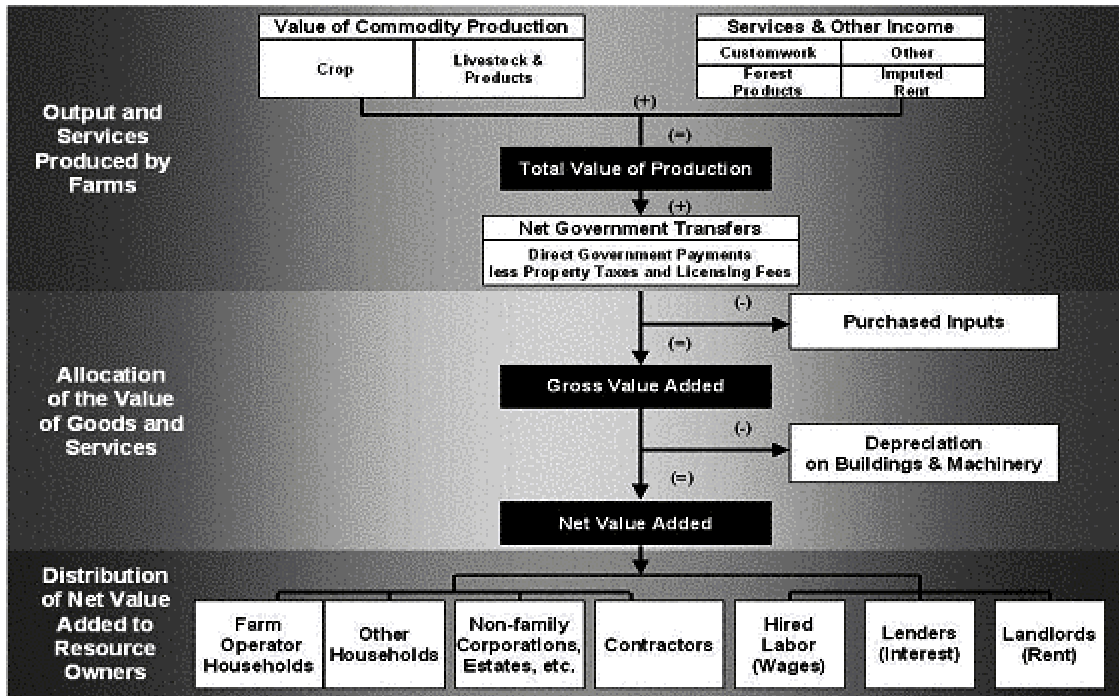 Value of Commodity Production
Crop
Livestock &
Products
Services & Other Income
Customwork
Other
Forest
Products
Imputed
Rent
(+)
(=)
Output and
Services
Produced by
Farms
Total Value of Production
(+)
Net Government Transfers
Direct Government Payments
less Property Taxes and Licensing Fees
(-)
Purchased Inputs
(=)
Allocation
of the Value
of Goods and
Services
Gross Value Added
(-)
Depreciation
on Buildings & Machinery
(=)
Net Value Added
Distribution
of Net Value
Added to
Resource
Owners
Farm
Operator
Households
Other
Households
Non-family
Corporations,
Estates, etc.
Contractors
Hired
Labor
(Wages)
Lenders
(Interest)
Landlords
(Rent)